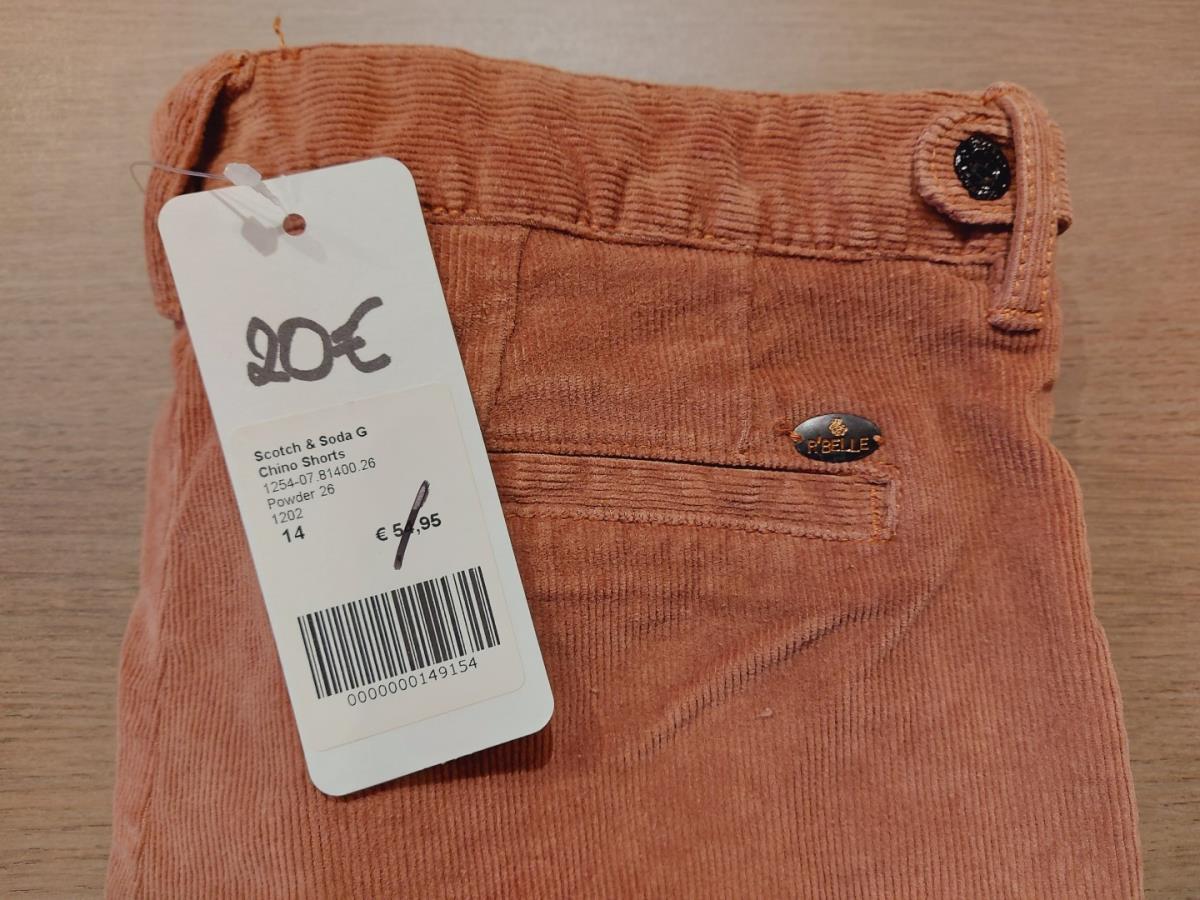 20€
Scotch & Soda G
Chino Shorts
1254-07.81400.26
Powder 26
1202
14
€ 54,95
0000000149154
R'BELLE